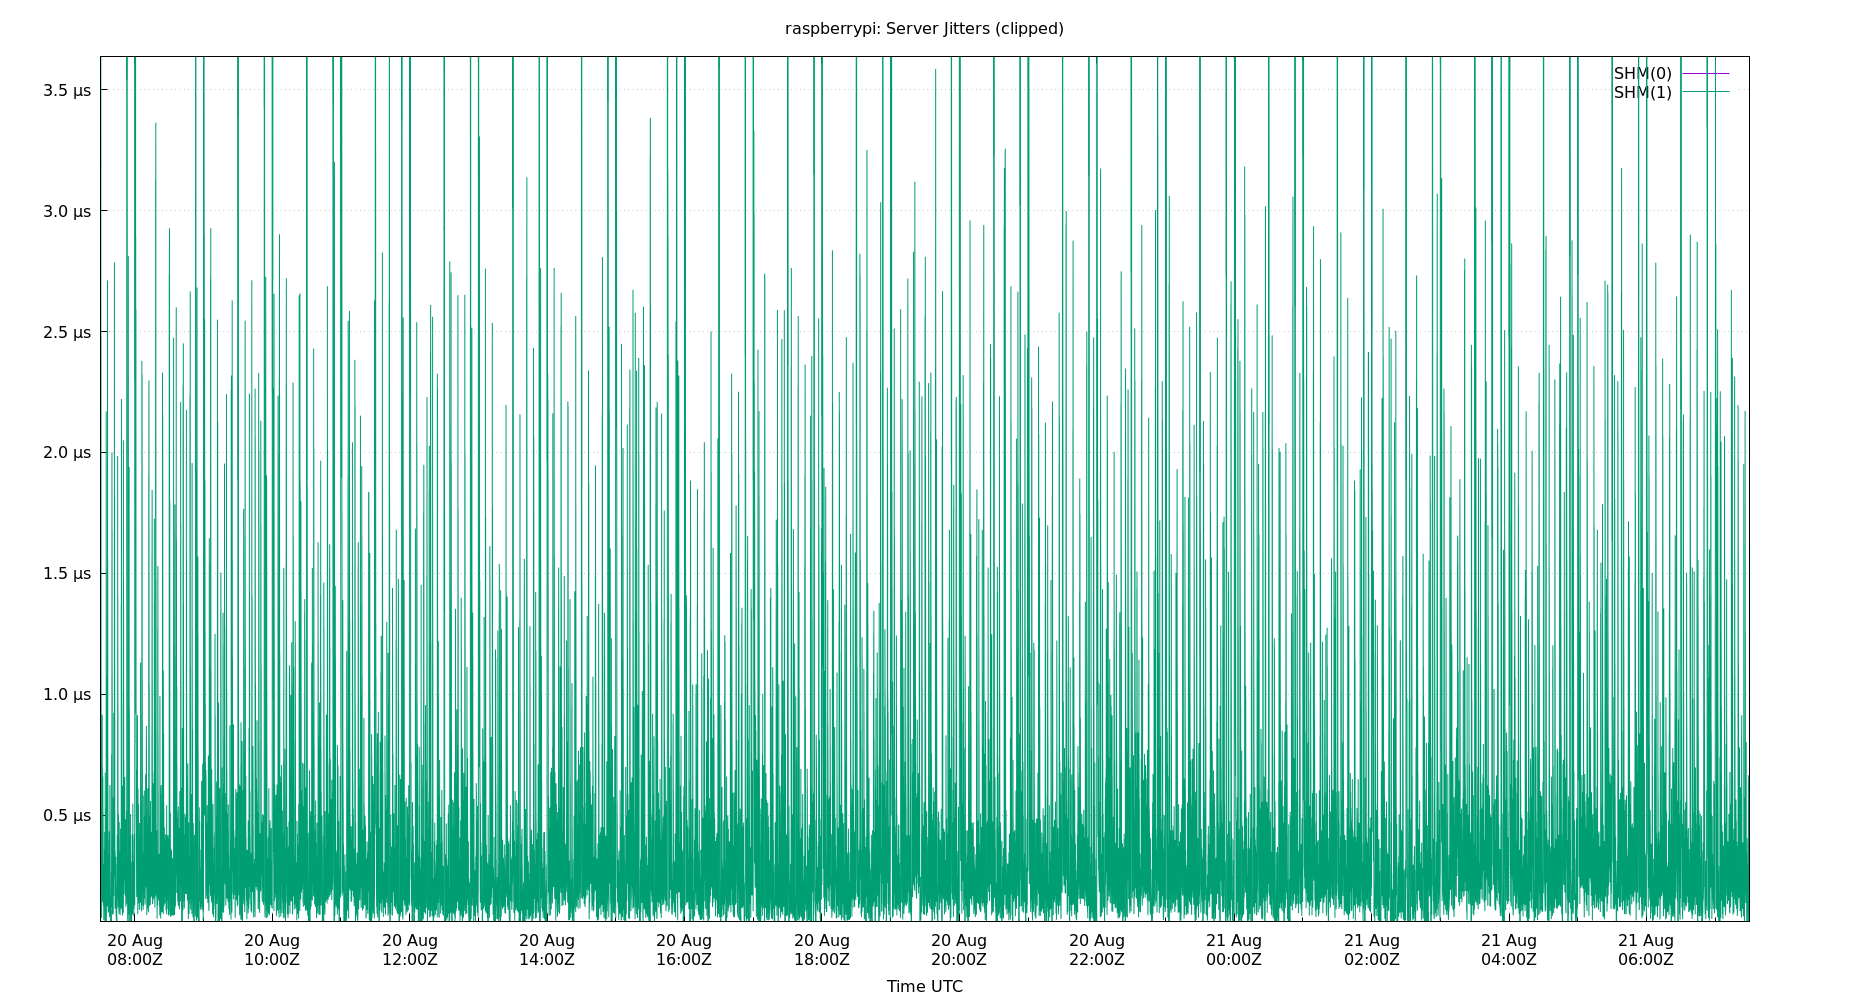 raspberrypi: Server Jitters (clipped)
SHM(0)
SHM(1)
3.5 µs
3.0 µs
2.5 µs
2.0 µs
1.5 µs
1.0 µs
0.5 µs
20 Aug 20 Aug 20 Aug 20 Aug 20 Aug 20 Aug 20 Aug 20 Aug 21 Aug 21 Aug 21 Aug 21 Aug
08:00Z 10:00Z 12:00Z 14:00Z 16:00Z 18:00Z 20:00Z 22:00Z 00:00Z 02:00Z 04:00Z 06:00Z
Time UTC